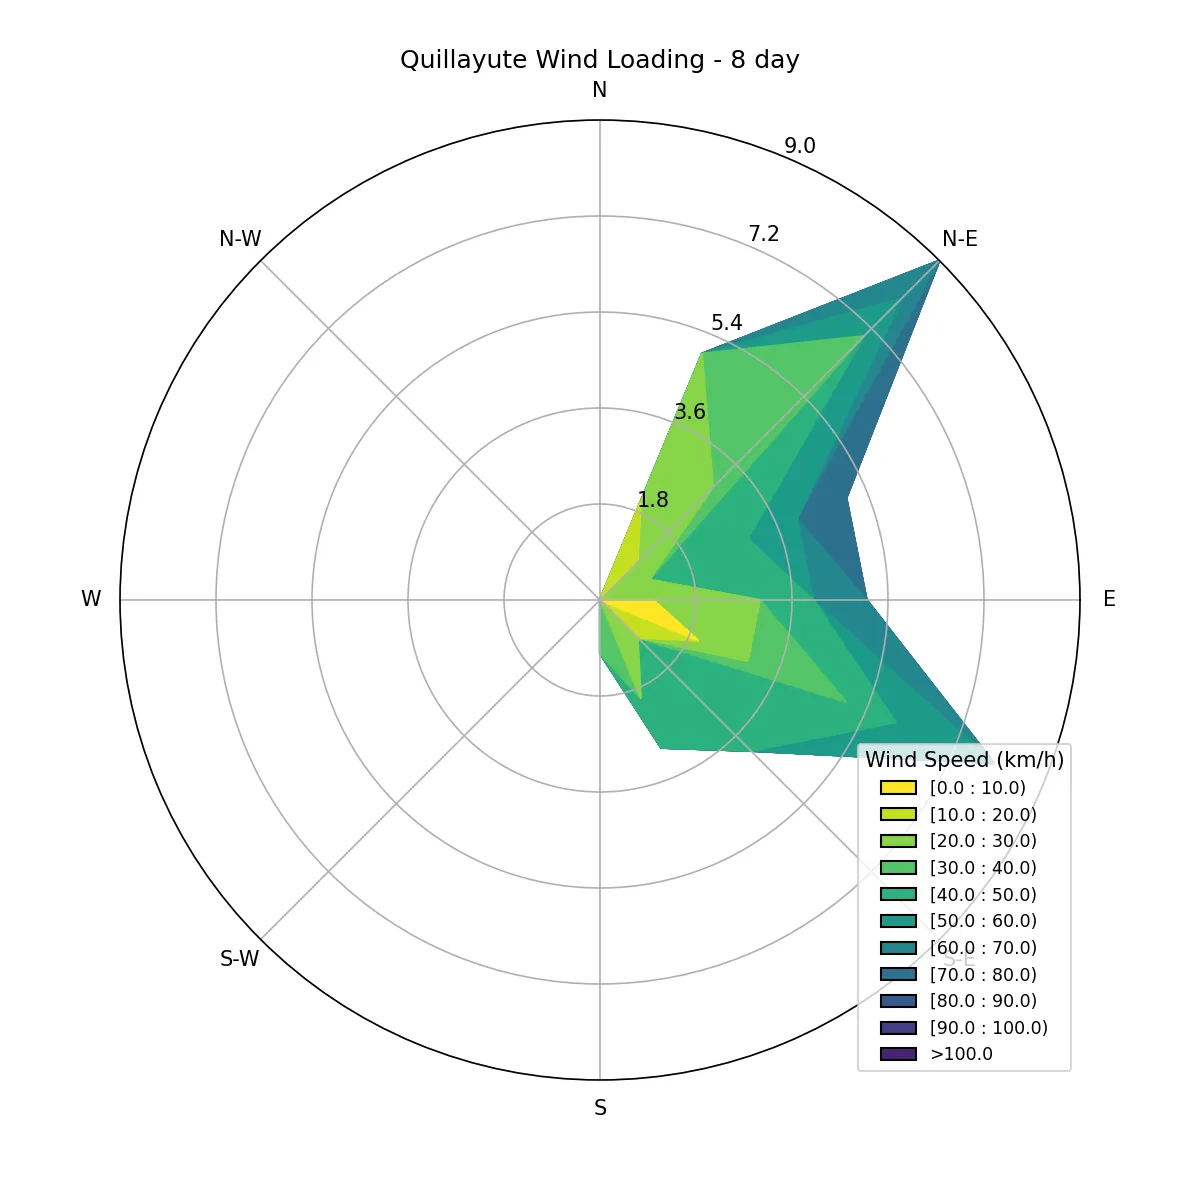 Quillayute Wind Loading - 8 day
N
9.0
7.2
N-W
N-E
5.4
3.6
1.8
W
E
Wind Speed (km/h)
[0.0 : 10.0)
[10.0 : 20.0)
[20.0 : 30.0)
[30.0 : 40.0)
[40.0 : 50.0)
[50.0 : 60.0)
[60.0 : 70.0)
S-W
S-E
[70.0 : 80.0)
[80.0 : 90.0)
[90.0 : 100.0)
>100.0
S